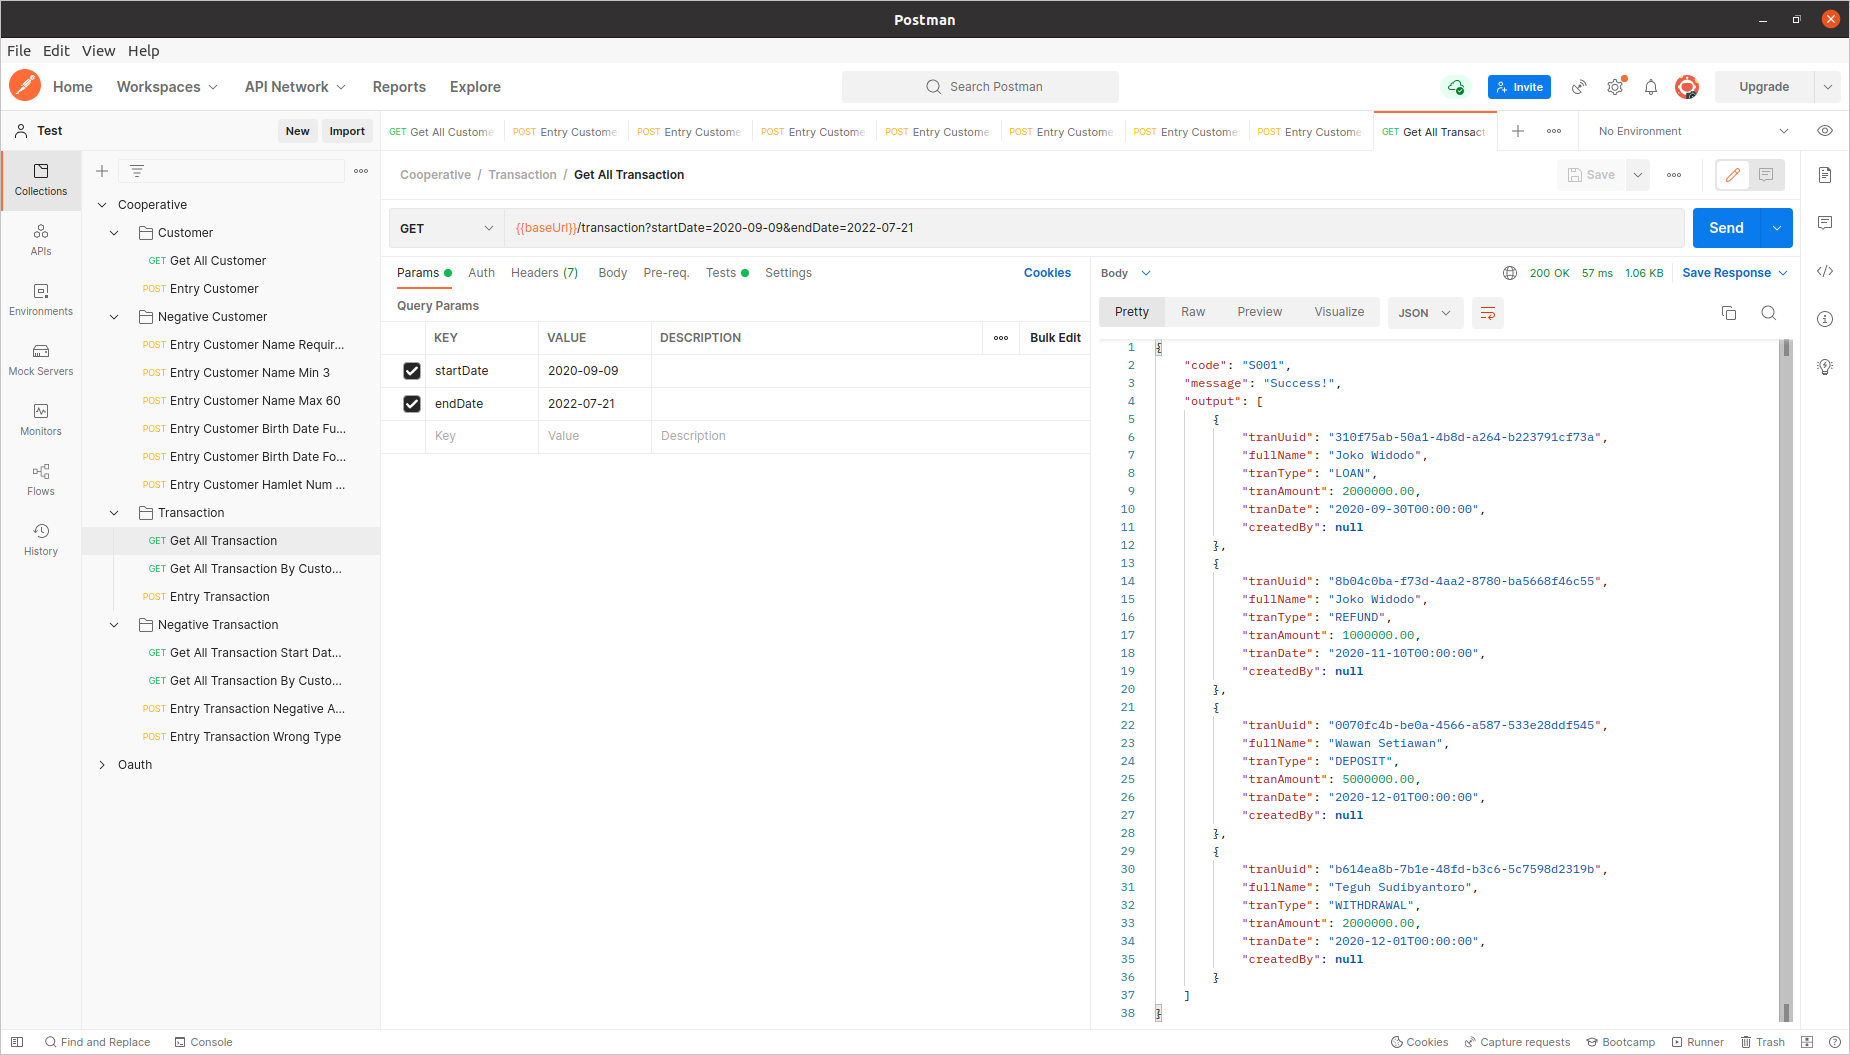 Postman
File Edit View Help
Home Workspaces API Network Reports Explore
Search Postman
Invite
Upgrade
Test
New Import
GET Get All Custome
POST Entry Custome
POST Entry Custome
POST Entry Custome
POST Entry Custome
POST Entry Custome
POST Entry Custome
POST Entry Custome
GET Get All Transact
No Environment
Collections
APIs
Environments
Mock Servers
Monitors
Flows
History
Cooperative
Customer
GET Get All Customer
POST Entry Customer
Negative Customer
POST Entry Customer Name Requir...
POST Entry Customer Name Min 3
POST Entry Customer Name Max 60
POST Entry Customer Birth Date Fu...
POST Entry Customer Birth Date Fo...
POST Entry Customer Hamlet Num ...
Transaction
GET Get All Transaction
GET Get All Transaction By Custo...
POST Entry Transaction
Negative Transaction
GET Get All Transaction Start Dat...
GET Get All Transaction By Custo...
POST Entry Transaction Negative A...
POST Entry Transaction Wrong Type
Oauth
Cooperative / Transaction / Get All Transaction
Save
GET
{{baseUrl}}/transaction?startDate=2020-09-09&endDate=2022-07-21
Send
Params Auth Headers (7) Body Pre-req. Tests Settings
Cookies
Query Params
KEY VALUE DESCRIPTION
Bulk Edit
startDate 2020-09-09
endDate 2022-07-21
Key Value Description
Body
200 OK 57 ms 1.06 KB Save Response
Pretty Raw Preview Visualize JSON
1 {
2 "code": "S001",
3 "message": "Success!",
4 "output": [
5 {
6 "tranUuid": "310f75ab-50a1-4b8d-a264-b223791cf73a",
7 "fullName": "Joko Widodo",
8 "tranType": "LOAN",
9 "tranAmount": 2000000.00,
10 "tranDate": "2020-09-30T00:00:00",
11 "createdBy": null
12 },
13 {
14 "tranUuid": "8b04c0ba-f73d-4aa2-8780-ba5668f46c55",
15 "fullName": "Joko Widodo",
16 "tranType": "REFUND",
17 "tranAmount": 1000000.00,
18 "tranDate": "2020-11-10T00:00:00",
19 "createdBy": null
20 },
21 {
22 "tranUuid": "0070fc4b-be0a-4566-a587-533e28ddf545",
23 "fullName": "Wawan Setiawan",
24 "tranType": "DEPOSIT",
25 "tranAmount": 5000000.00,
26 "tranDate": "2020-12-01T00:00:00",
27 "createdBy": null
28 },
29 {
30 "tranUuid": "b614ea8b-7b1e-48fd-b3c6-5c7598d2319b",
31 "fullName": "Teguh Sudibyantoro",
32 "tranType": "WITHDRAWAL",
33 "tranAmount": 2000000.00,
34 "tranDate": "2020-12-01T00:00:00",
35 "createdBy": null
36 }
37 ]
38 }
Find and Replace Console
Cookies Capture requests Bootcamp Runner Trash